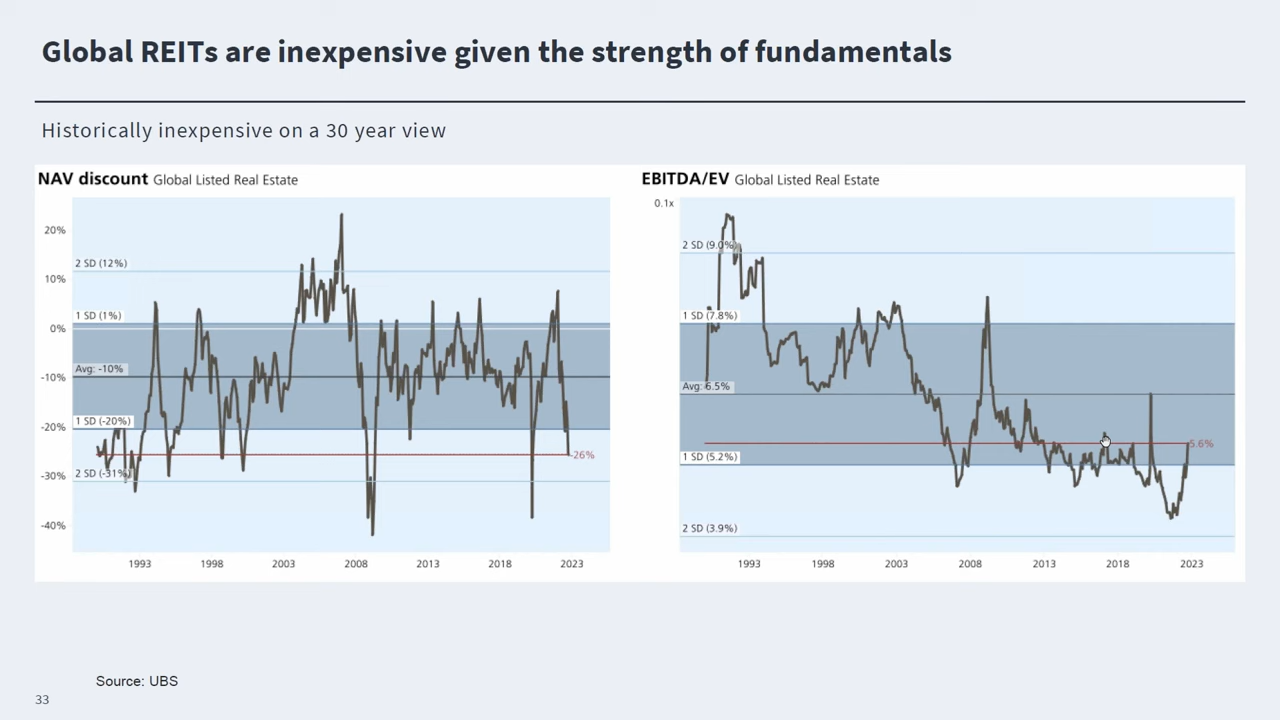 Global REITs are inexpensive given the strength of fundamentals
Historically inexpensive on a 30 year view
NAV discount Global Listed Real Estate
20%
10%
0%
-10%
-20%
-30%
-40%
2 SD (12%)
1 SD (1%)
Avg: -10%
1 SD (-20%)
2 SD (-31%)
-26%
1993 1998 2003 2008 2013 2018 2023
EBITDA/EV Global Listed Real Estate
0.1x
2 SD (9.0%)
1 SD (7.8%)
Avg: 6.5%
1 SD (5.2%)
2 SD (3.9%)
5.6%
1993 1998 2003 2008 2013 2018 2023
Source: UBS
33